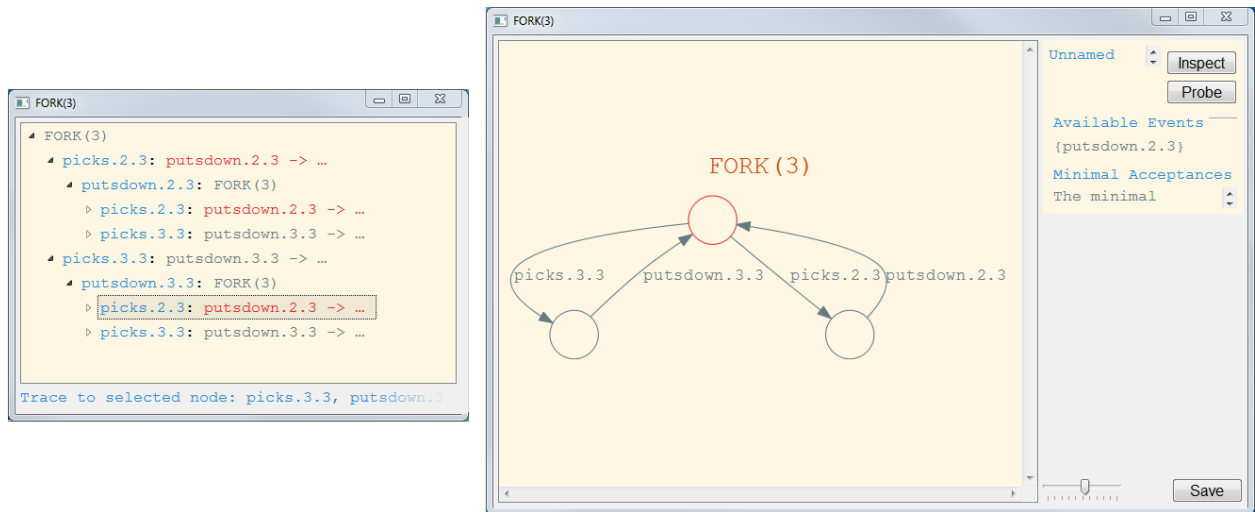 FORK(3)
FORK(3)
picks.2.3: putsdown.2.3 -> …
putsdown.2.3: FORK(3)
picks.2.3: putsdown.2.3 -> …
picks.3.3: putsdown.3.3 -> …
picks.3.3: putsdown.3.3 -> …
putsdown.3.3: FORK(3)
picks.2.3: putsdown.2.3 -> …
picks.3.3: putsdown.3.3 -> …
Trace to selected node: picks.3.3, putsdown.3
FORK(3)
FORK(3)
picks.3.3 putsdown.3.3 picks.2.3 putsdown.2.3
Unnamed
Inspect
Probe
Available Events
{putsdown.2.3}
Minimal Acceptances
The minimal
Save